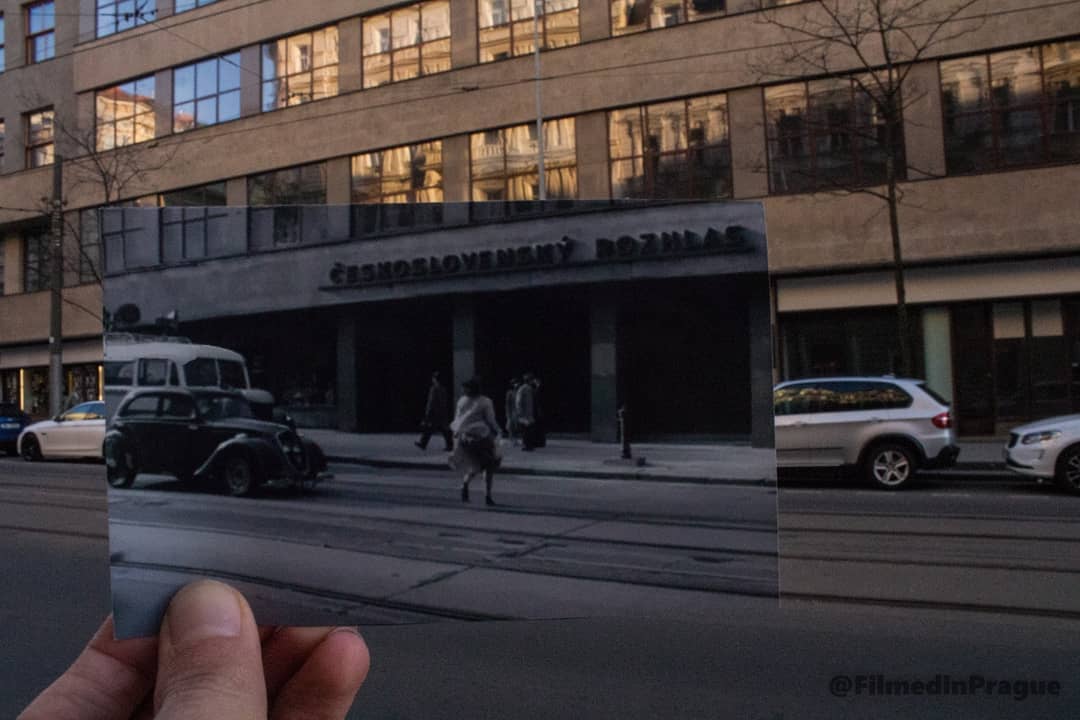 ČESKOSLOVENSKÝ ROZHLAS
@FilmedinPrague